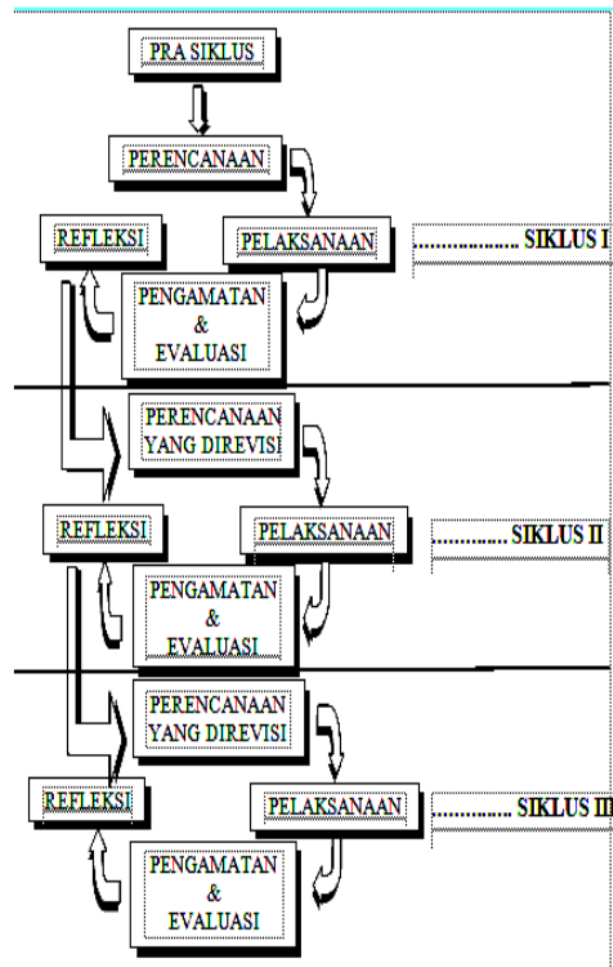 PRA SIKLUS
PERENCANAAN
REFLEKSI
PELAKSANAAN
.................... SIKLUS I
PENGAMATAN
&
EVALUASI
PERENCANAAN
YANG DIREVISI
REFLEKSI
PELAKSANAAN
.............. SIKLUS II
PENGAMATAN
&
EVALUASI
PERENCANAAN
YANG DIREVISI
REFLEKSI
PELAKSANAAN
............... SIKLUS III
PENGAMATAN
&
EVALUASI